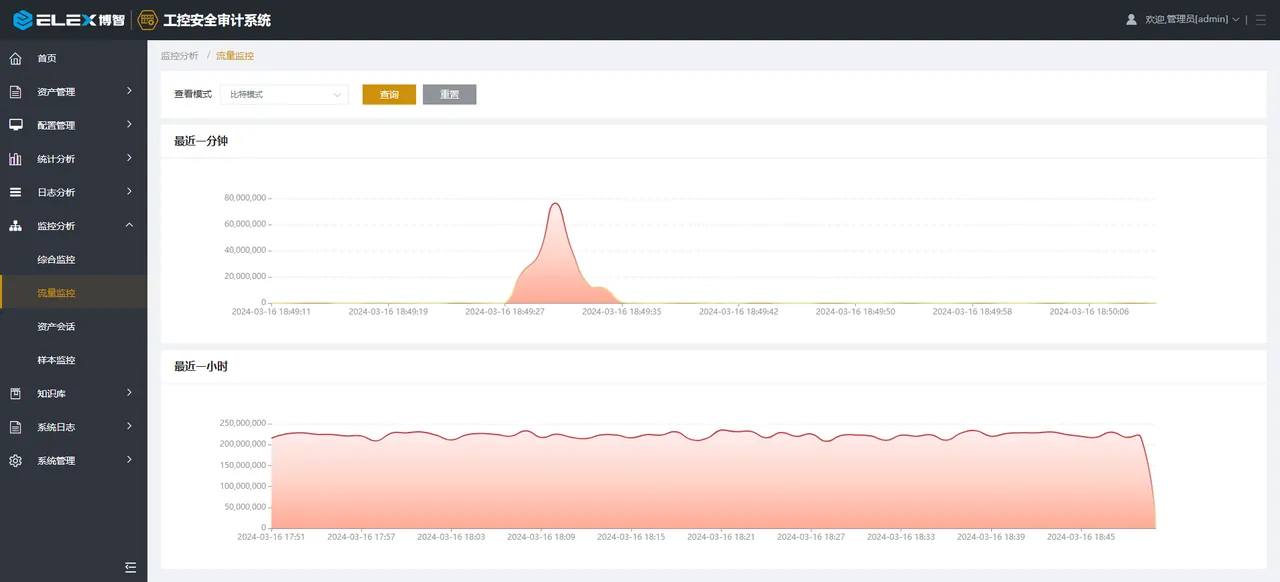 ELEX博智 工控安全审计系统 欢迎,管理员[admin]
首页
资产管理
配置管理
统计分析
日志分析
监控分析
综合监控
流量监控
资产会话
样本监控
知识库
系统日志
系统管理
监控分析 / 流量监控
查看模式 比特模式 查询 重置
最近一分钟
80,000,000
60,000,000
40,000,000
20,000,000
0
2024-03-16 18:49:11 2024-03-16 18:49:19 2024-03-16 18:49:27 2024-03-16 18:49:35 2024-03-16 18:49:42 2024-03-16 18:49:50 2024-03-16 18:49:58 2024-03-16 18:50:06
最近一小时
250,000,000
200,000,000
150,000,000
100,000,000
50,000,000
0
2024-03-16 17:51 2024-03-16 17:57 2024-03-16 18:03 2024-03-16 18:09 2024-03-16 18:15 2024-03-16 18:21 2024-03-16 18:27 2024-03-16 18:33 2024-03-16 18:39 2024-03-16 18:45